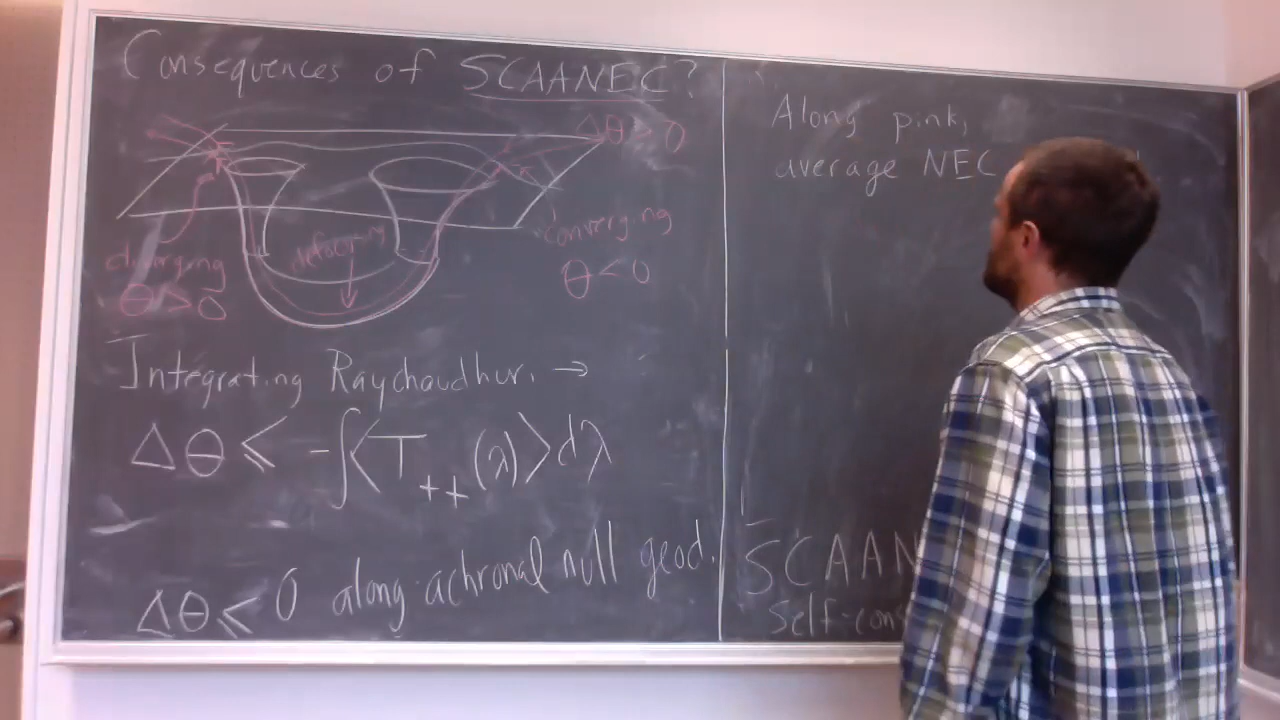 Consequences of SCAANEC?
Δθ > 0
diverging
θ > 0
defocusing
converging
θ < 0
Integrating Raychaudhuri →
Δθ ≤ -∫<T₊₊(λ)>dλ
Δθ ≤ 0 along achronal null geod.
Along pink,
average NEC
SCAAN
Self-cons